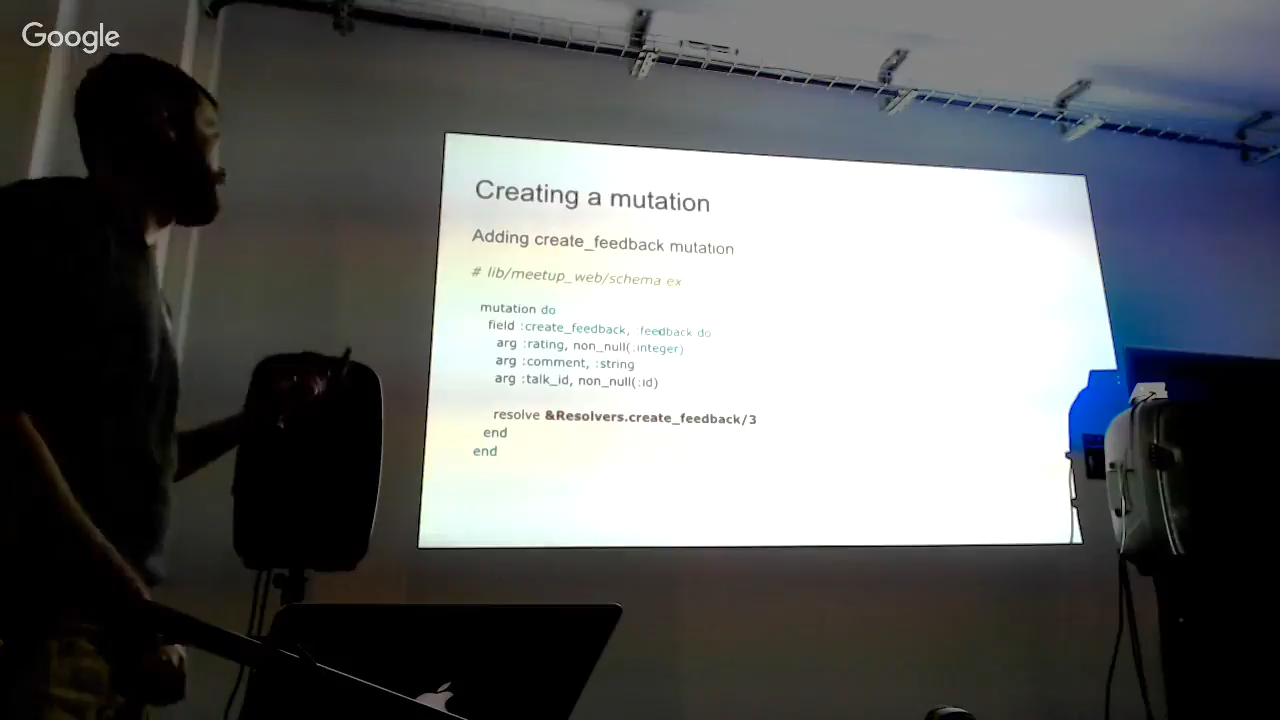 Google
Creating a mutation
Adding create_feedback mutation
# lib/meetup_web/schema ex
mutation do
field :create_feedback, :feedback do
arg :rating, non_null(:integer)
arg :comment, :string
arg :talk_id, non_null(:id)
resolve &Resolvers.create_feedback/3
end
end